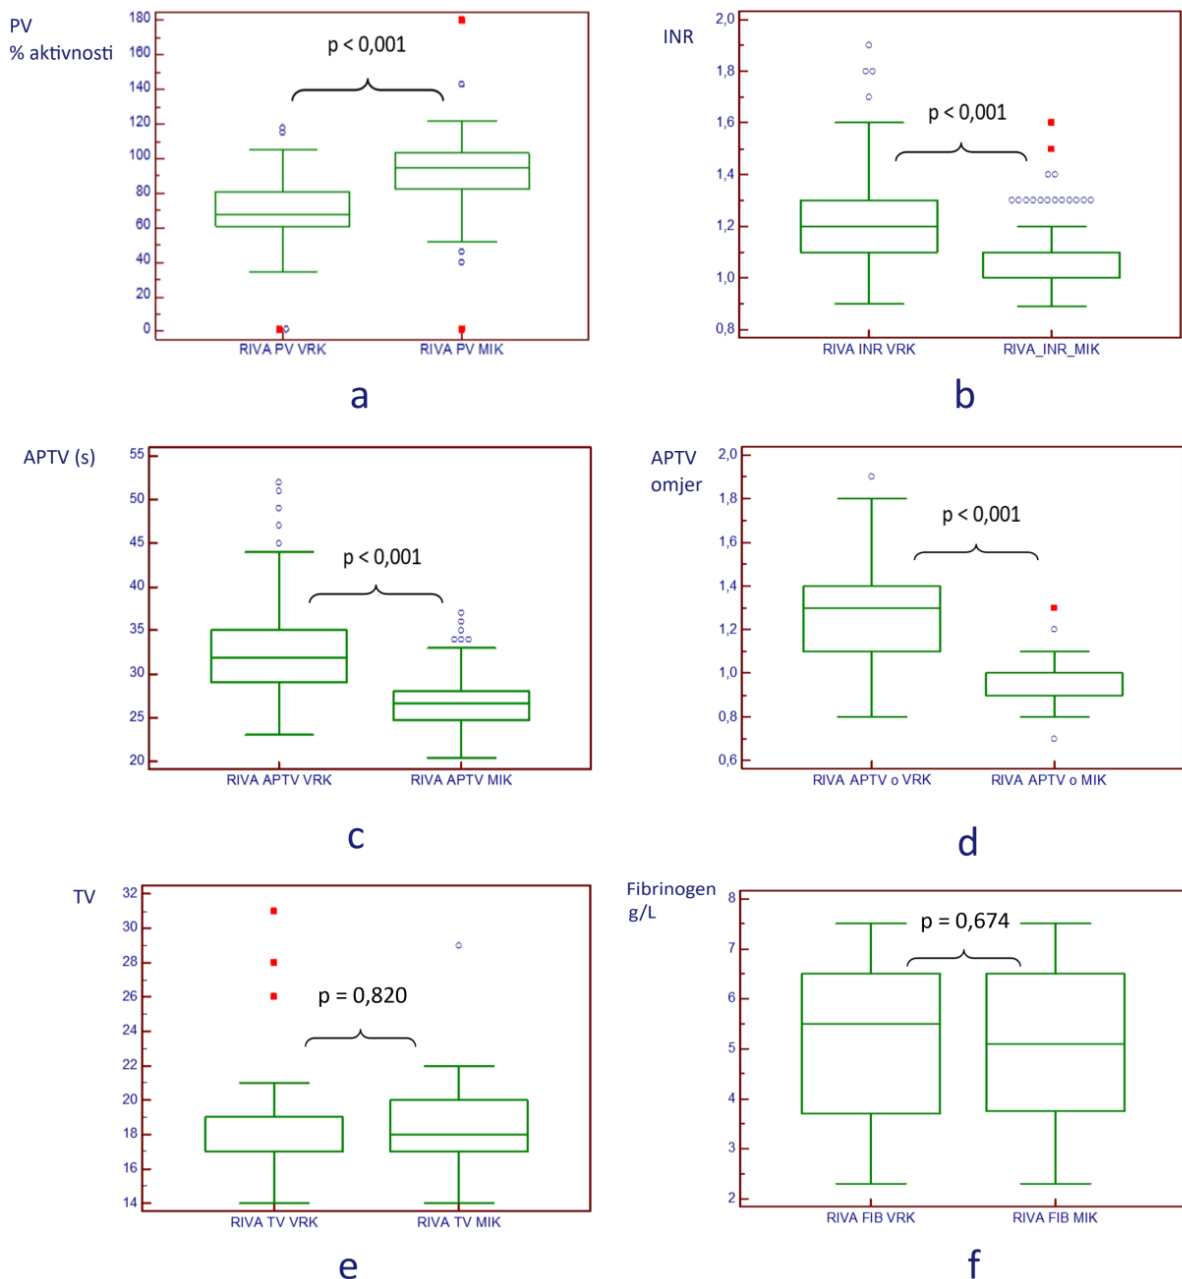 PV
% aktivnosti
180
160
140
120
100
80
60
40
20
0
p < 0,001
RIVA PV VRK
RIVA PV MIK
a
INR
2,0
1,8
1,6
1,4
1,2
1,0
0,8
p < 0,001
RIVA INR VRK
RIVA_INR_MIK
b
APTV (s)
55
50
45
40
35
30
25
20
p < 0,001
RIVA APTV VRK
RIVA APTV MIK
c
APTV
omjer
2,0
1,8
1,6
1,4
1,2
1,0
0,8
0,6
p < 0,001
RIVA APTV o VRK
RIVA APTV o MIK
d
TV
32
30
28
26
24
22
20
18
16
14
p = 0,820
RIVA TV VRK
RIVA TV MIK
e
Fibrinogen
g/L
8
7
6
5
4
3
2
p = 0,674
RIVA FIB VRK
RIVA FIB MIK
f